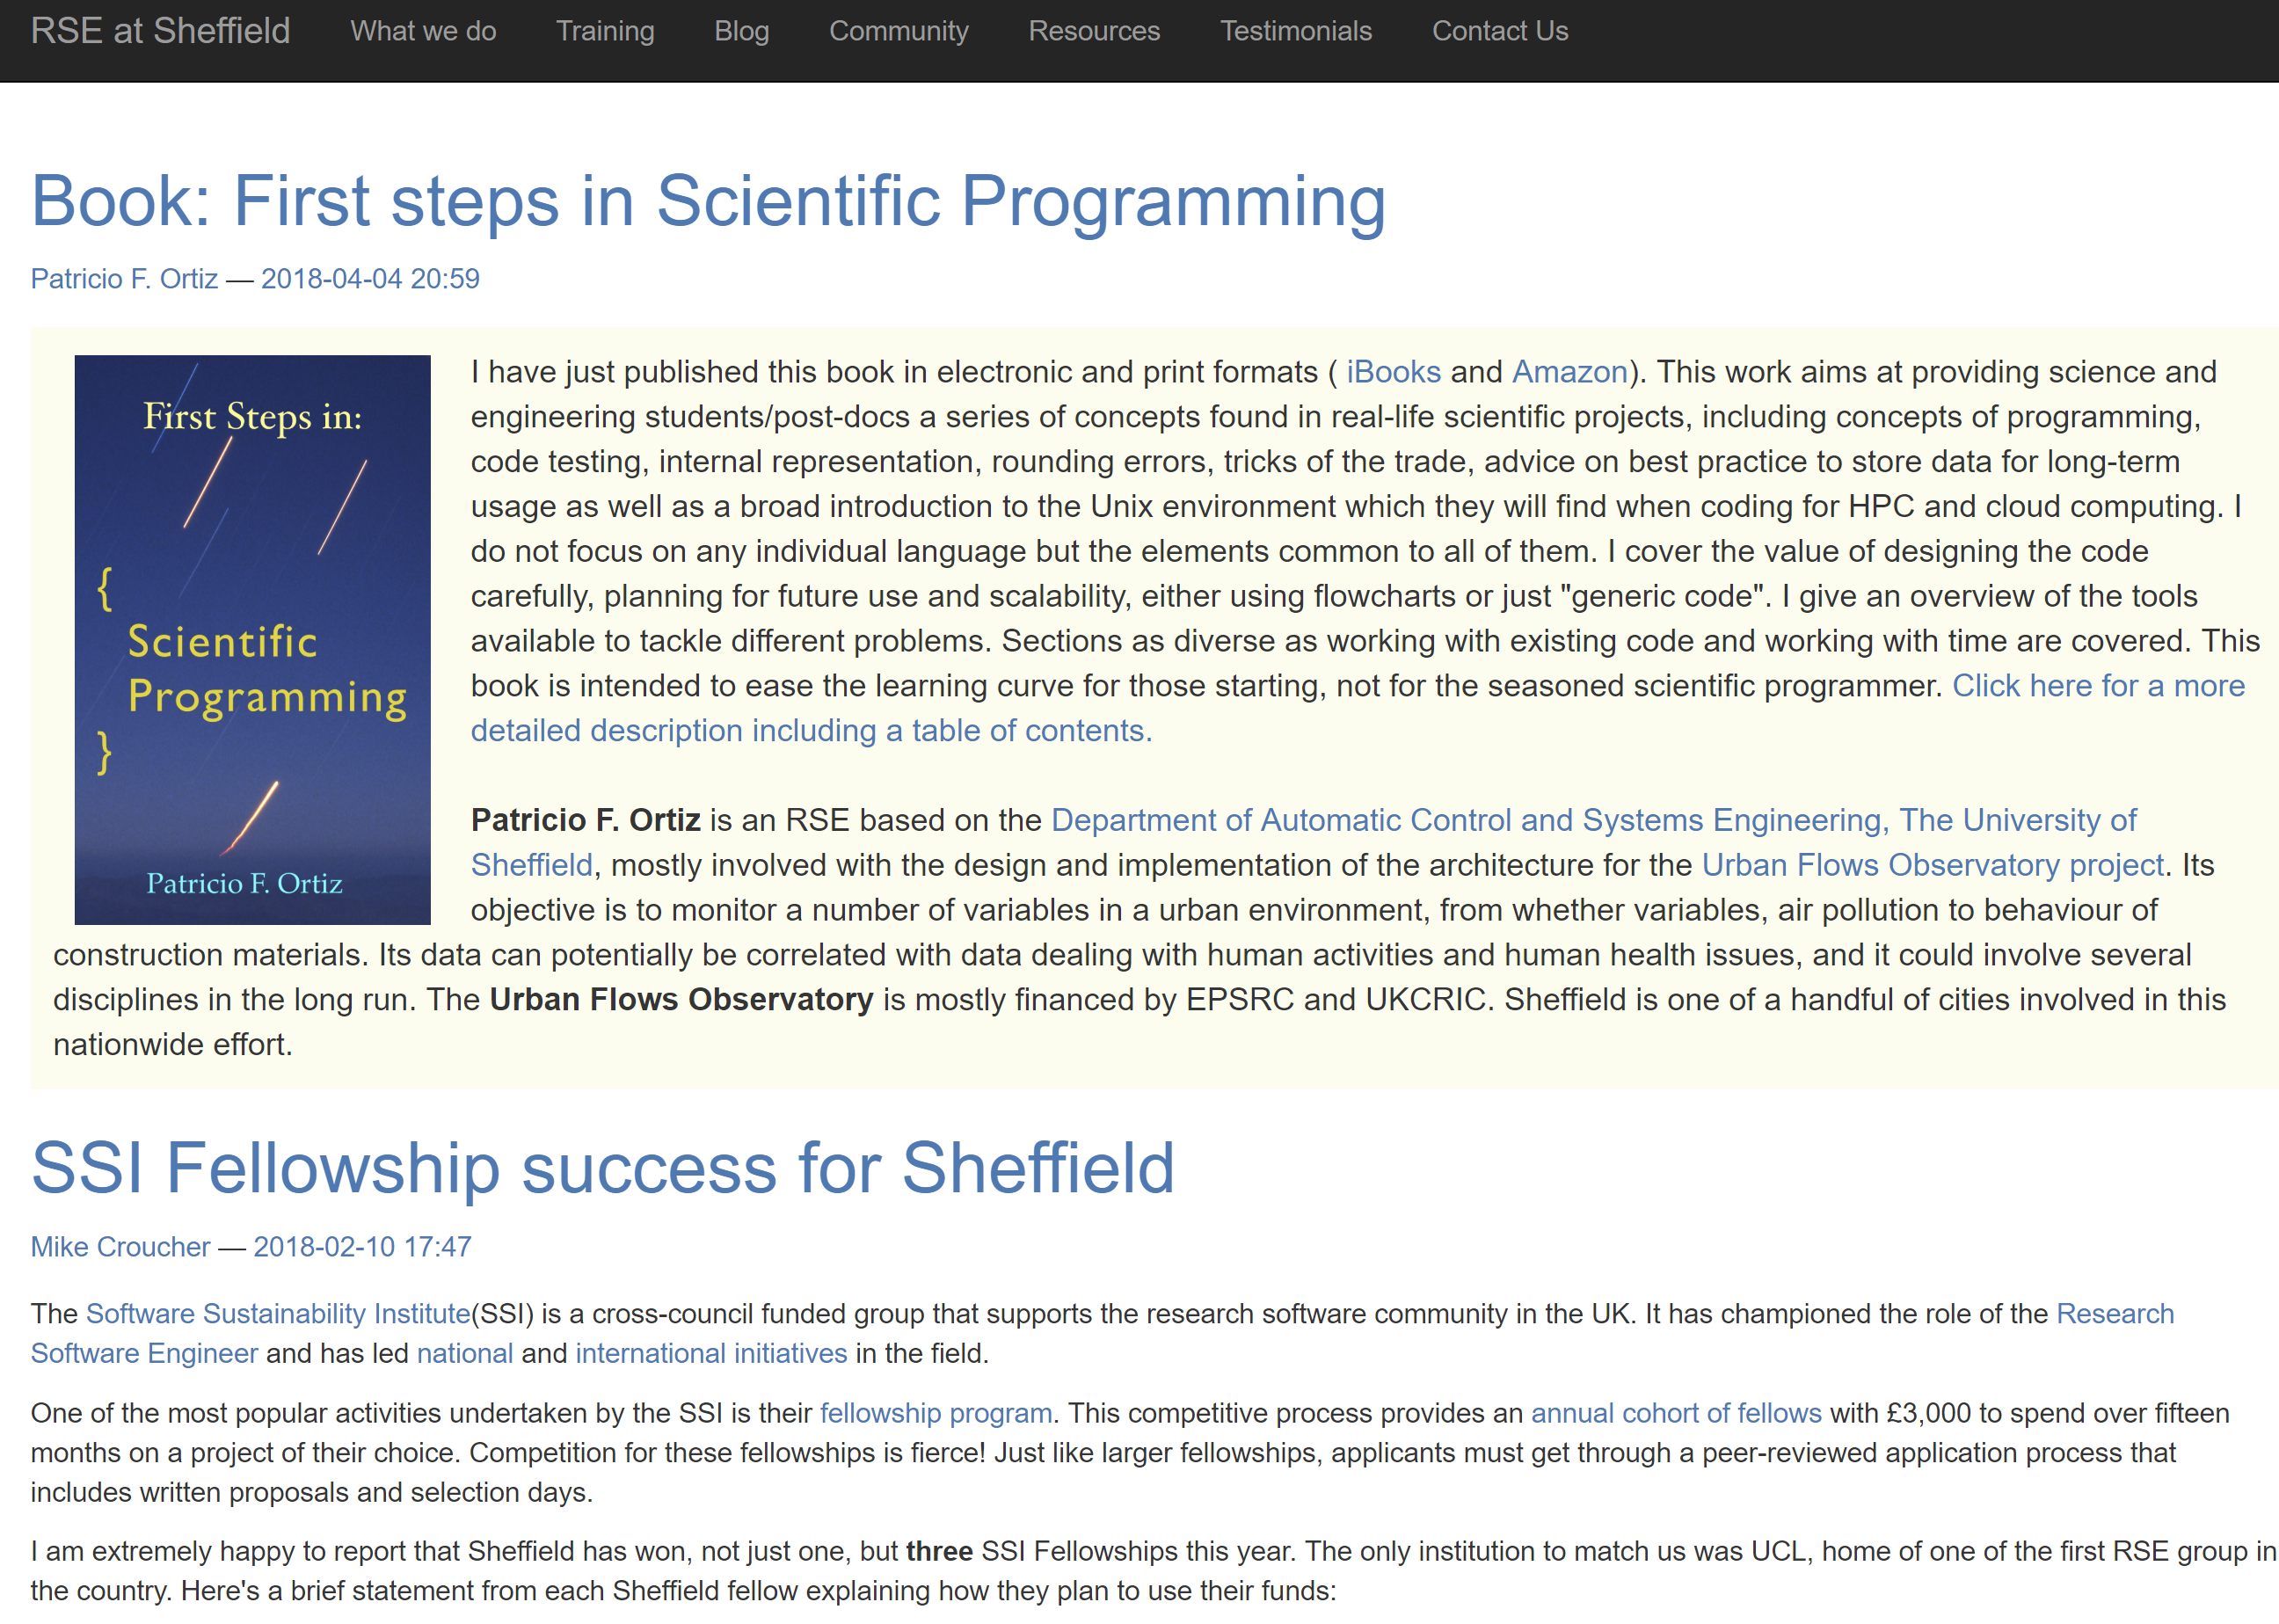 RSE at Sheffield What we do Training Blog Community Resources Testimonials Contact Us
Book: First steps in Scientific Programming
Patricio F. Ortiz — 2018-04-04 20:59
First Steps in:
{
Scientific
Programming
}
Patricio F. Ortiz
I have just published this book in electronic and print formats ( iBooks and Amazon). This work aims at providing science and
engineering students/post-docs a series of concepts found in real-life scientific projects, including concepts of programming,
code testing, internal representation, rounding errors, tricks of the trade, advice on best practice to store data for long-term
usage as well as a broad introduction to the Unix environment which they will find when coding for HPC and cloud computing. I
do not focus on any individual language but the elements common to all of them. I cover the value of designing the code
carefully, planning for future use and scalability, either using flowcharts or just "generic code". I give an overview of the tools
available to tackle different problems. Sections as diverse as working with existing code and working with time are covered. This
book is intended to ease the learning curve for those starting, not for the seasoned scientific programmer. Click here for a more
detailed description including a table of contents.
Patricio F. Ortiz is an RSE based on the Department of Automatic Control and Systems Engineering, The University of
Sheffield, mostly involved with the design and implementation of the architecture for the Urban Flows Observatory project. Its
objective is to monitor a number of variables in a urban environment, from whether variables, air pollution to behaviour of
construction materials. Its data can potentially be correlated with data dealing with human activities and human health issues, and it could involve several
disciplines in the long run. The Urban Flows Observatory is mostly financed by EPSRC and UKCRIC. Sheffield is one of a handful of cities involved in this
nationwide effort.
SSI Fellowship success for Sheffield
Mike Croucher — 2018-02-10 17:47
The Software Sustainability Institute(SSI) is a cross-council funded group that supports the research software community in the UK. It has championed the role of the Research
Software Engineer and has led national and international initiatives in the field.
One of the most popular activities undertaken by the SSI is their fellowship program. This competitive process provides an annual cohort of fellows with £3,000 to spend over fifteen
months on a project of their choice. Competition for these fellowships is fierce! Just like larger fellowships, applicants must get through a peer-reviewed application process that
includes written proposals and selection days.
I am extremely happy to report that Sheffield has won, not just one, but three SSI Fellowships this year. The only institution to match us was UCL, home of one of the first RSE group in
the country. Here's a brief statement from each Sheffield fellow explaining how they plan to use their funds: